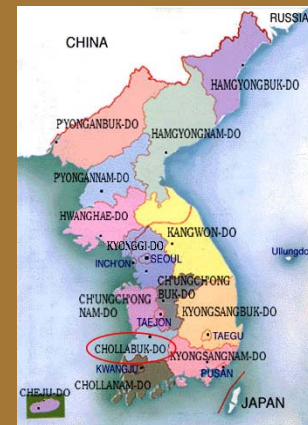 RUSSIA
CHINA
HAMGYONGBUK-DO
P'YONGANBUK-DO
HAMGYONGNAM-DO
P'YONGANNAM-DO
HWANGHAE-DO
KANGWON-DO
KYONGGI-DO
SEOUL
Ullungdo
INCH'ON
CH'UNGCH'ONG
BUK-DO
CH'UNGCH'ONG
NAM-DO
KYONGSANGBUK-DO
TAEJON
TAEGU
CHOLLABUK-DO
KYONGSANGNAM-DO
KWANGJU
PUSAN
CHOLLANAM-DO
CHEJU-DO
JAPAN